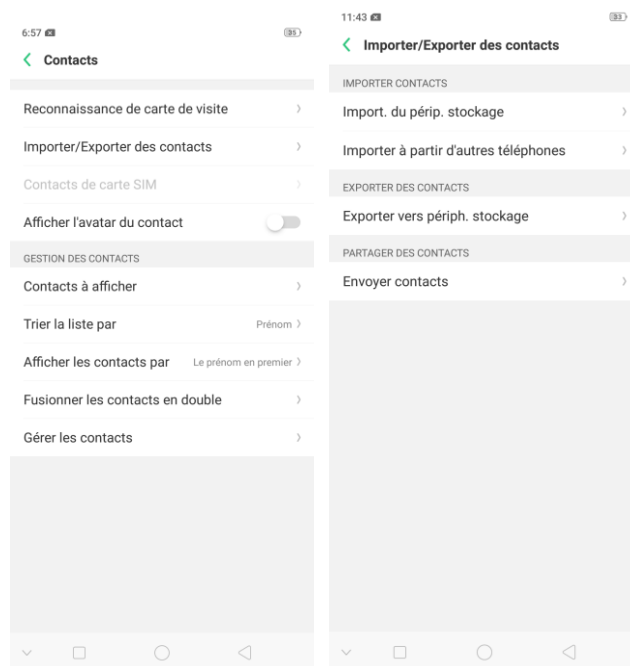 6:57
35
Contacts
Reconnaissance de carte de visite
Importer/Exporter des contacts
Contacts de carte SIM
Afficher l'avatar du contact
GESTION DES CONTACTS
Contacts à afficher
Trier la liste par Prénom
Afficher les contacts par Le prénom en premier
Fusionner les contacts en double
Gérer les contacts
11:43
33
Importer/Exporter des contacts
IMPORTER CONTACTS
Import. du périp. stockage
Importer à partir d'autres téléphones
EXPORTER DES CONTACTS
Exporter vers périph. stockage
PARTAGER DES CONTACTS
Envoyer contacts